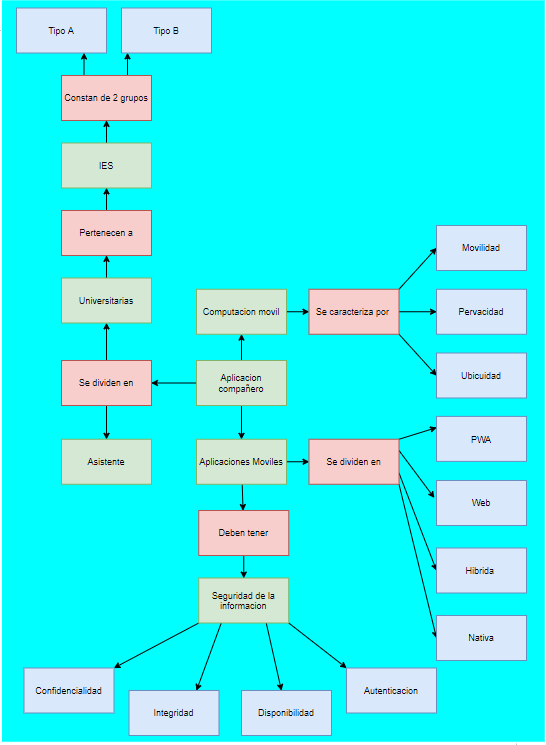 Tipo A
Tipo B
Constan de 2 grupos
IES
Pertenecen a
Universitarias
Se dividen en
Asistente
Aplicacion
compañero
Computacion movil
Se caracteriza por
Movilidad
Pervacidad
Ubicuidad
Aplicaciones Moviles
Se dividen en
PWA
Web
Hibrida
Nativa
Deben tener
Seguridad de la
informacion
Confidencialidad
Integridad
Disponibilidad
Autenticacion